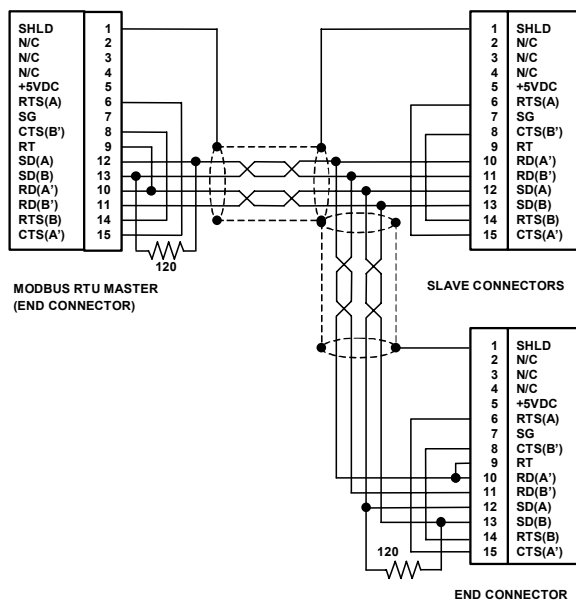 SHLD 1
N/C 2
N/C 3
N/C 4
+5VDC 5
RTS(A) 6
SG 7
CTS(B') 8
RT 9
SD(A) 12
SD(B) 13
RD(A') 10
RD(B') 11
RTS(B) 14
CTS(A') 15
120
MODBUS RTU MASTER
(END CONNECTOR)
1 SHLD
2 N/C
3 N/C
4 N/C
5 +5VDC
6 RTS(A)
7 SG
8 CTS(B')
9 RT
10 RD(A')
11 RD(B')
12 SD(A)
13 SD(B)
14 RTS(B)
15 CTS(A')
SLAVE CONNECTORS
1 SHLD
2 N/C
3 N/C
4 N/C
5 +5VDC
6 RTS(A)
7 SG
8 CTS(B')
9 RT
10 RD(A')
11 RD(B')
12 SD(A)
13 SD(B)
14 RTS(B)
15 CTS(A')
120
END CONNECTOR